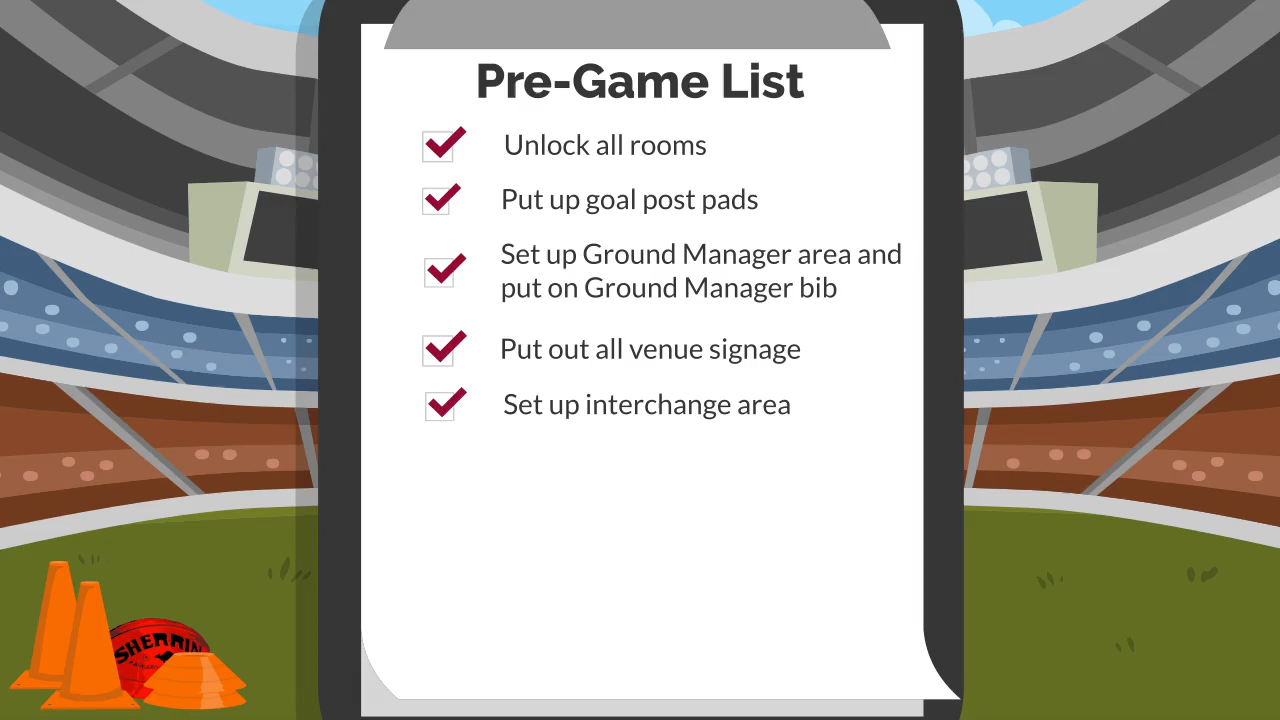 Pre-Game List
Unlock all rooms
Put up goal post pads
Set up Ground Manager area and
put on Ground Manager bib
Put out all venue signage
Set up interchange area
SHERRIN